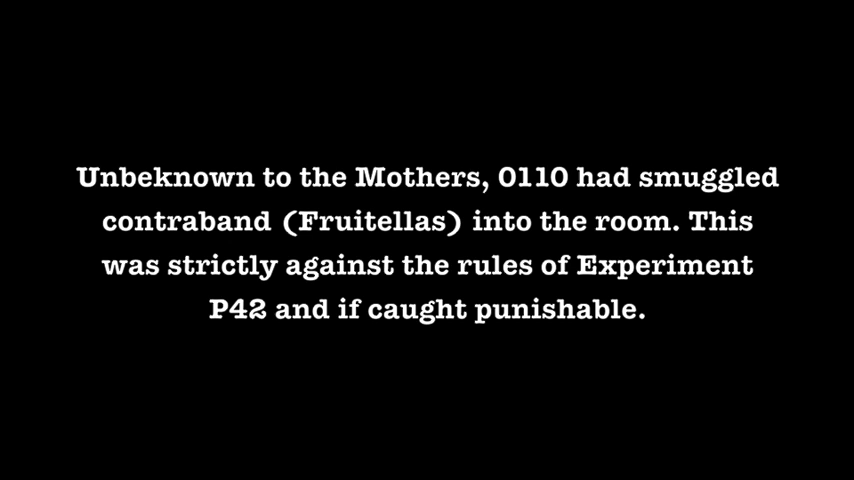 Unbeknown to the Mothers, 0110 had smuggled
contraband (Fruitellas) into the room. This
was strictly against the rules of Experiment
P42 and if caught punishable.